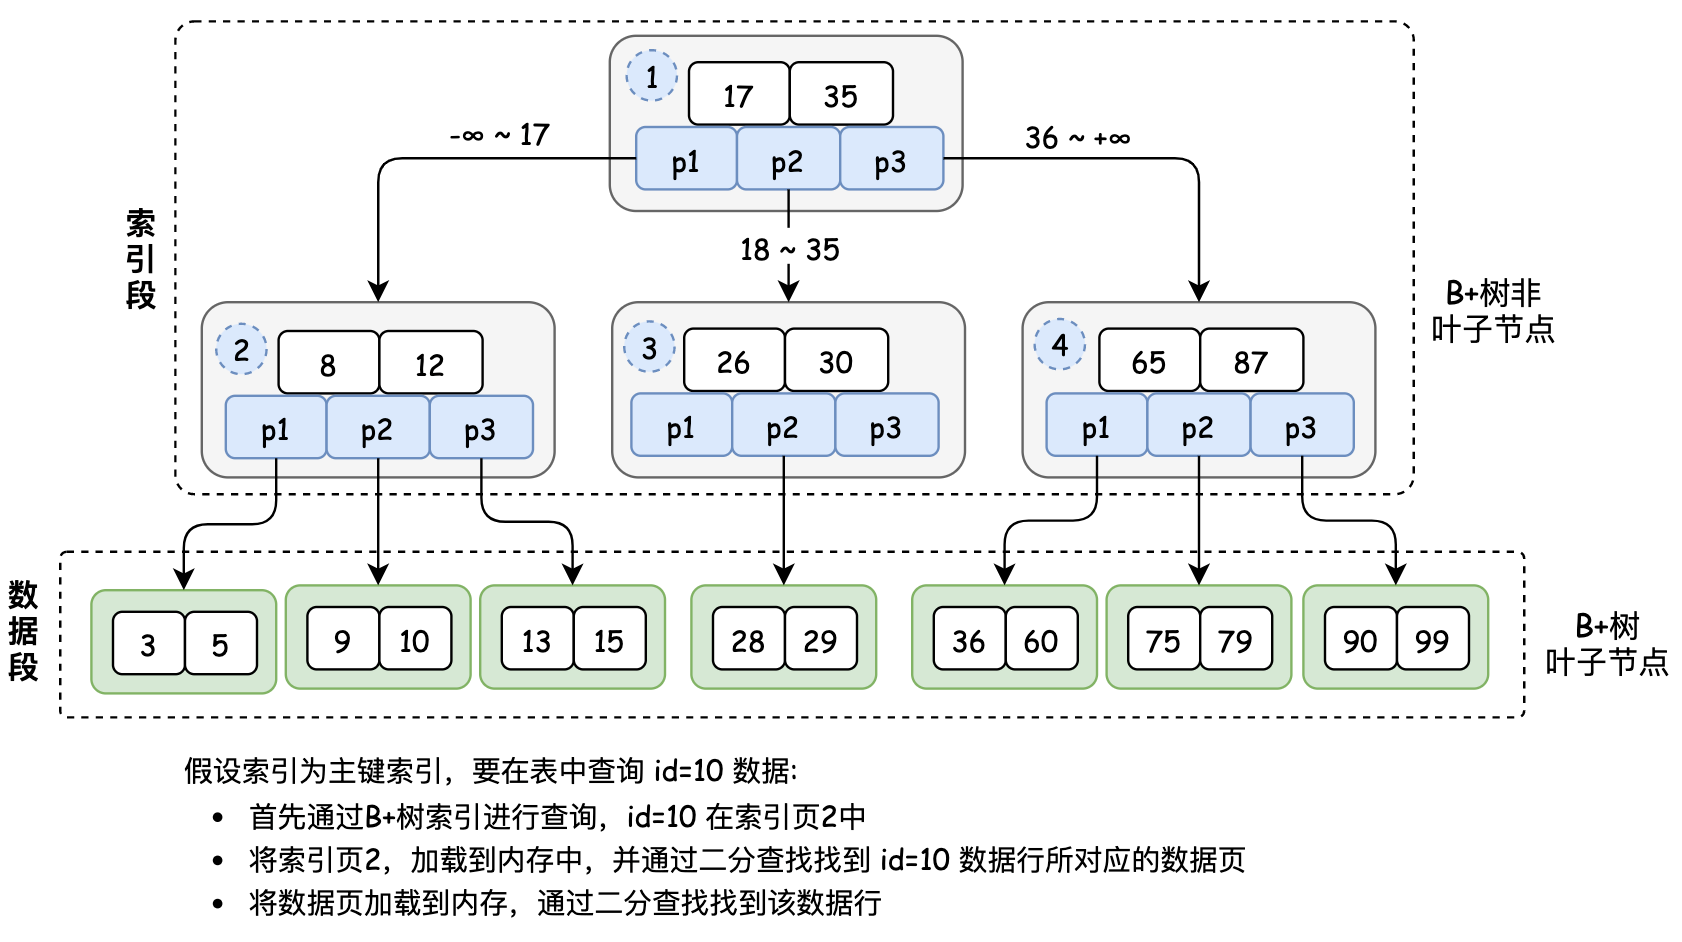 1
17 35
-∞ ~ 17
36 ~ +∞
p1 p2 p3
18 ~ 35
索引段
B+树非
叶子节点
2
8 12
p1 p2 p3
3
26 30
p1 p2 p3
4
65 87
p1 p2 p3
数据段
3 5
9 10
13 15
28 29
36 60
75 79
90 99
B+树
叶子节点
假设索引为主键索引，要在表中查询 id=10 数据:
• 首先通过B+树索引进行查询，id=10 在索引页2中
• 将索引页2，加载到内存中，并通过二分查找找到 id=10 数据行所对应的数据页
• 将数据页加载到内存，通过二分查找找到该数据行